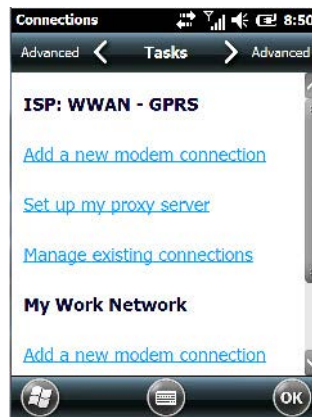 Connections 8:50
Advanced Tasks Advanced
ISP: WWAN - GPRS
Add a new modem connection
Set up my proxy server
Manage existing connections
My Work Network
Add a new modem connection
OK